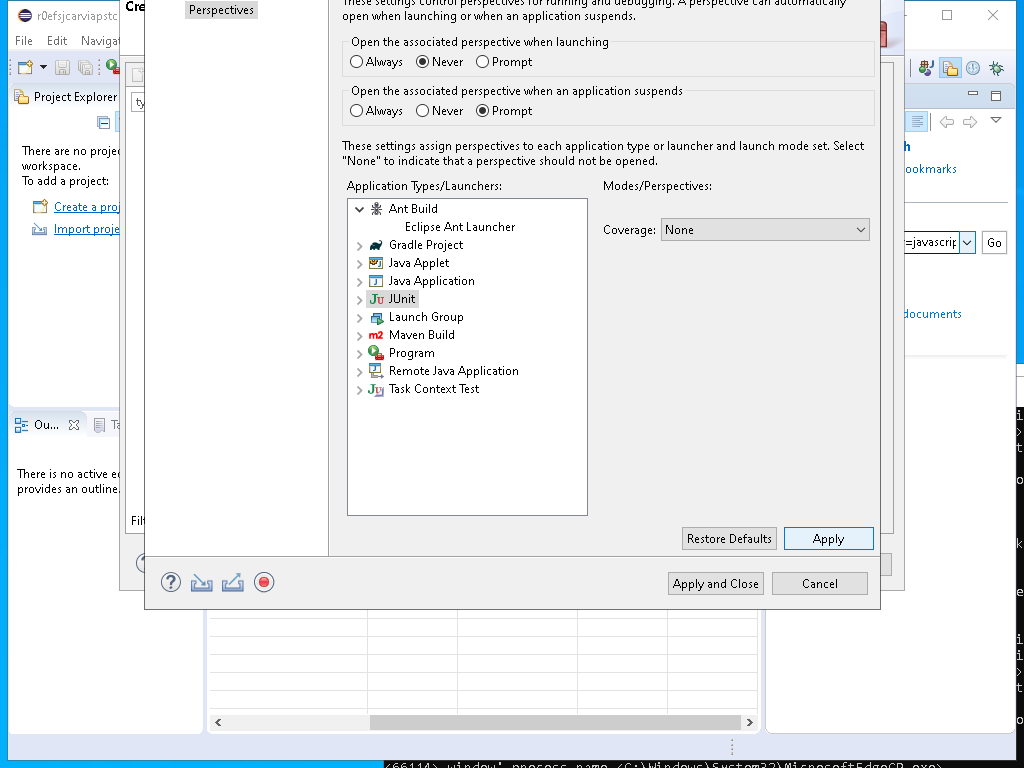 r0efsjcarviapstc
Cre
Perspectives
These settings control perspectives for running and debugging. A perspective can automatically
open when launching or when an application suspends.
File Edit Naviga
Open the associated perspective when launching
Always Never Prompt
Project Explorer
Open the associated perspective when an application suspends
ty
Always Never Prompt
There are no proje
workspace.
To add a project:
These settings assign perspectives to each application type or launcher and launch mode set. Select
"None" to indicate that a perspective should not be opened.
h
ookmarks
Application Types/Launchers:
Modes/Perspectives:
Create a proj
Import proje
Ant Build
Eclipse Ant Launcher
Coverage: None
=javascrip
Go
Gradle Project
Java Applet
Java Application
JUnit
Launch Group
documents
Maven Build
Program
Remote Java Application
Task Context Test
Ou...
Ta
There is no active ed
provides an outline.
Filt
Restore Defaults
Apply
Apply and Close
Cancel
<66114> window' process name <C:\Windows\System32\MicrosoftEdgeCP.exe>